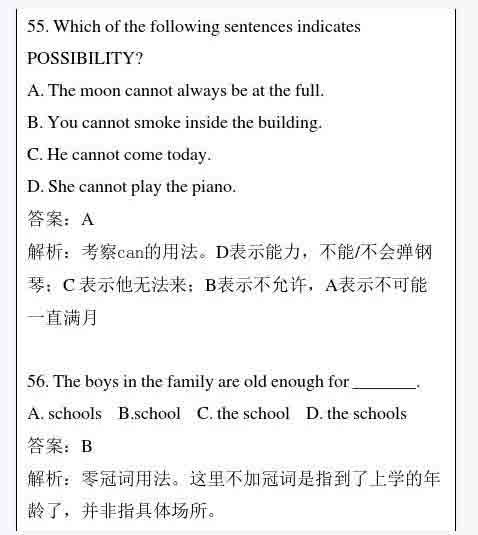 55. Which of the following sentences indicates
POSSIBILITY?
A. The moon cannot always be at the full.
B. You cannot smoke inside the building.
C. He cannot come today.
D. She cannot play the piano.
答案：A
解析：考察can的用法。D表示能力，不能/不会弹钢
琴；C 表示他无法来；B表示不允许，A表示不可能
一直满月
56. The boys in the family are old enough for _______.
A. schools B.school C. the school D. the schools
答案：B
解析：零冠词用法。这里不加冠词是指到了上学的年
龄了，并非指具体场所。